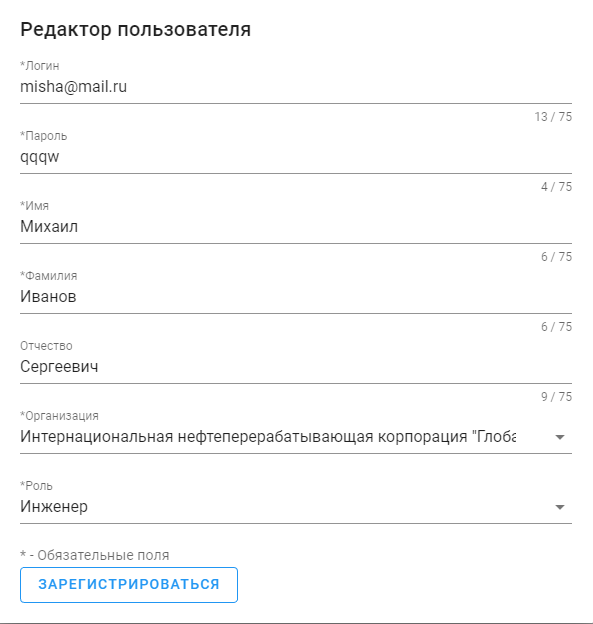 Редактор пользователя
*Логин
misha@mail.ru
13 / 75
*Пароль
qqqw
4 / 75
*Имя
Михаил
6 / 75
*Фамилия
Иванов
6 / 75
Отчество
Сергеевич
9 / 75
*Организация
Интернациональная нефтеперерабатывающая корпорация "Глоба
*Роль
Инженер
* - Обязательные поля
ЗАРЕГИСТРИРОВАТЬСЯ